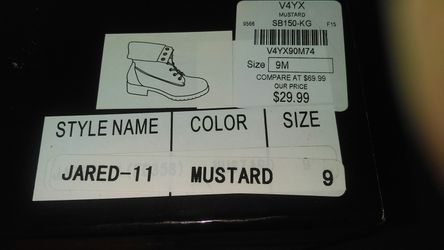 V4YX
MUSTARD
9566 SB150-KG F15
V4YX90M74
Size 9M
COMPARE AT $69.99
OUR PRICE
$29.99
STYLE NAME COLOR SIZE
JARED-11 MUSTARD 9